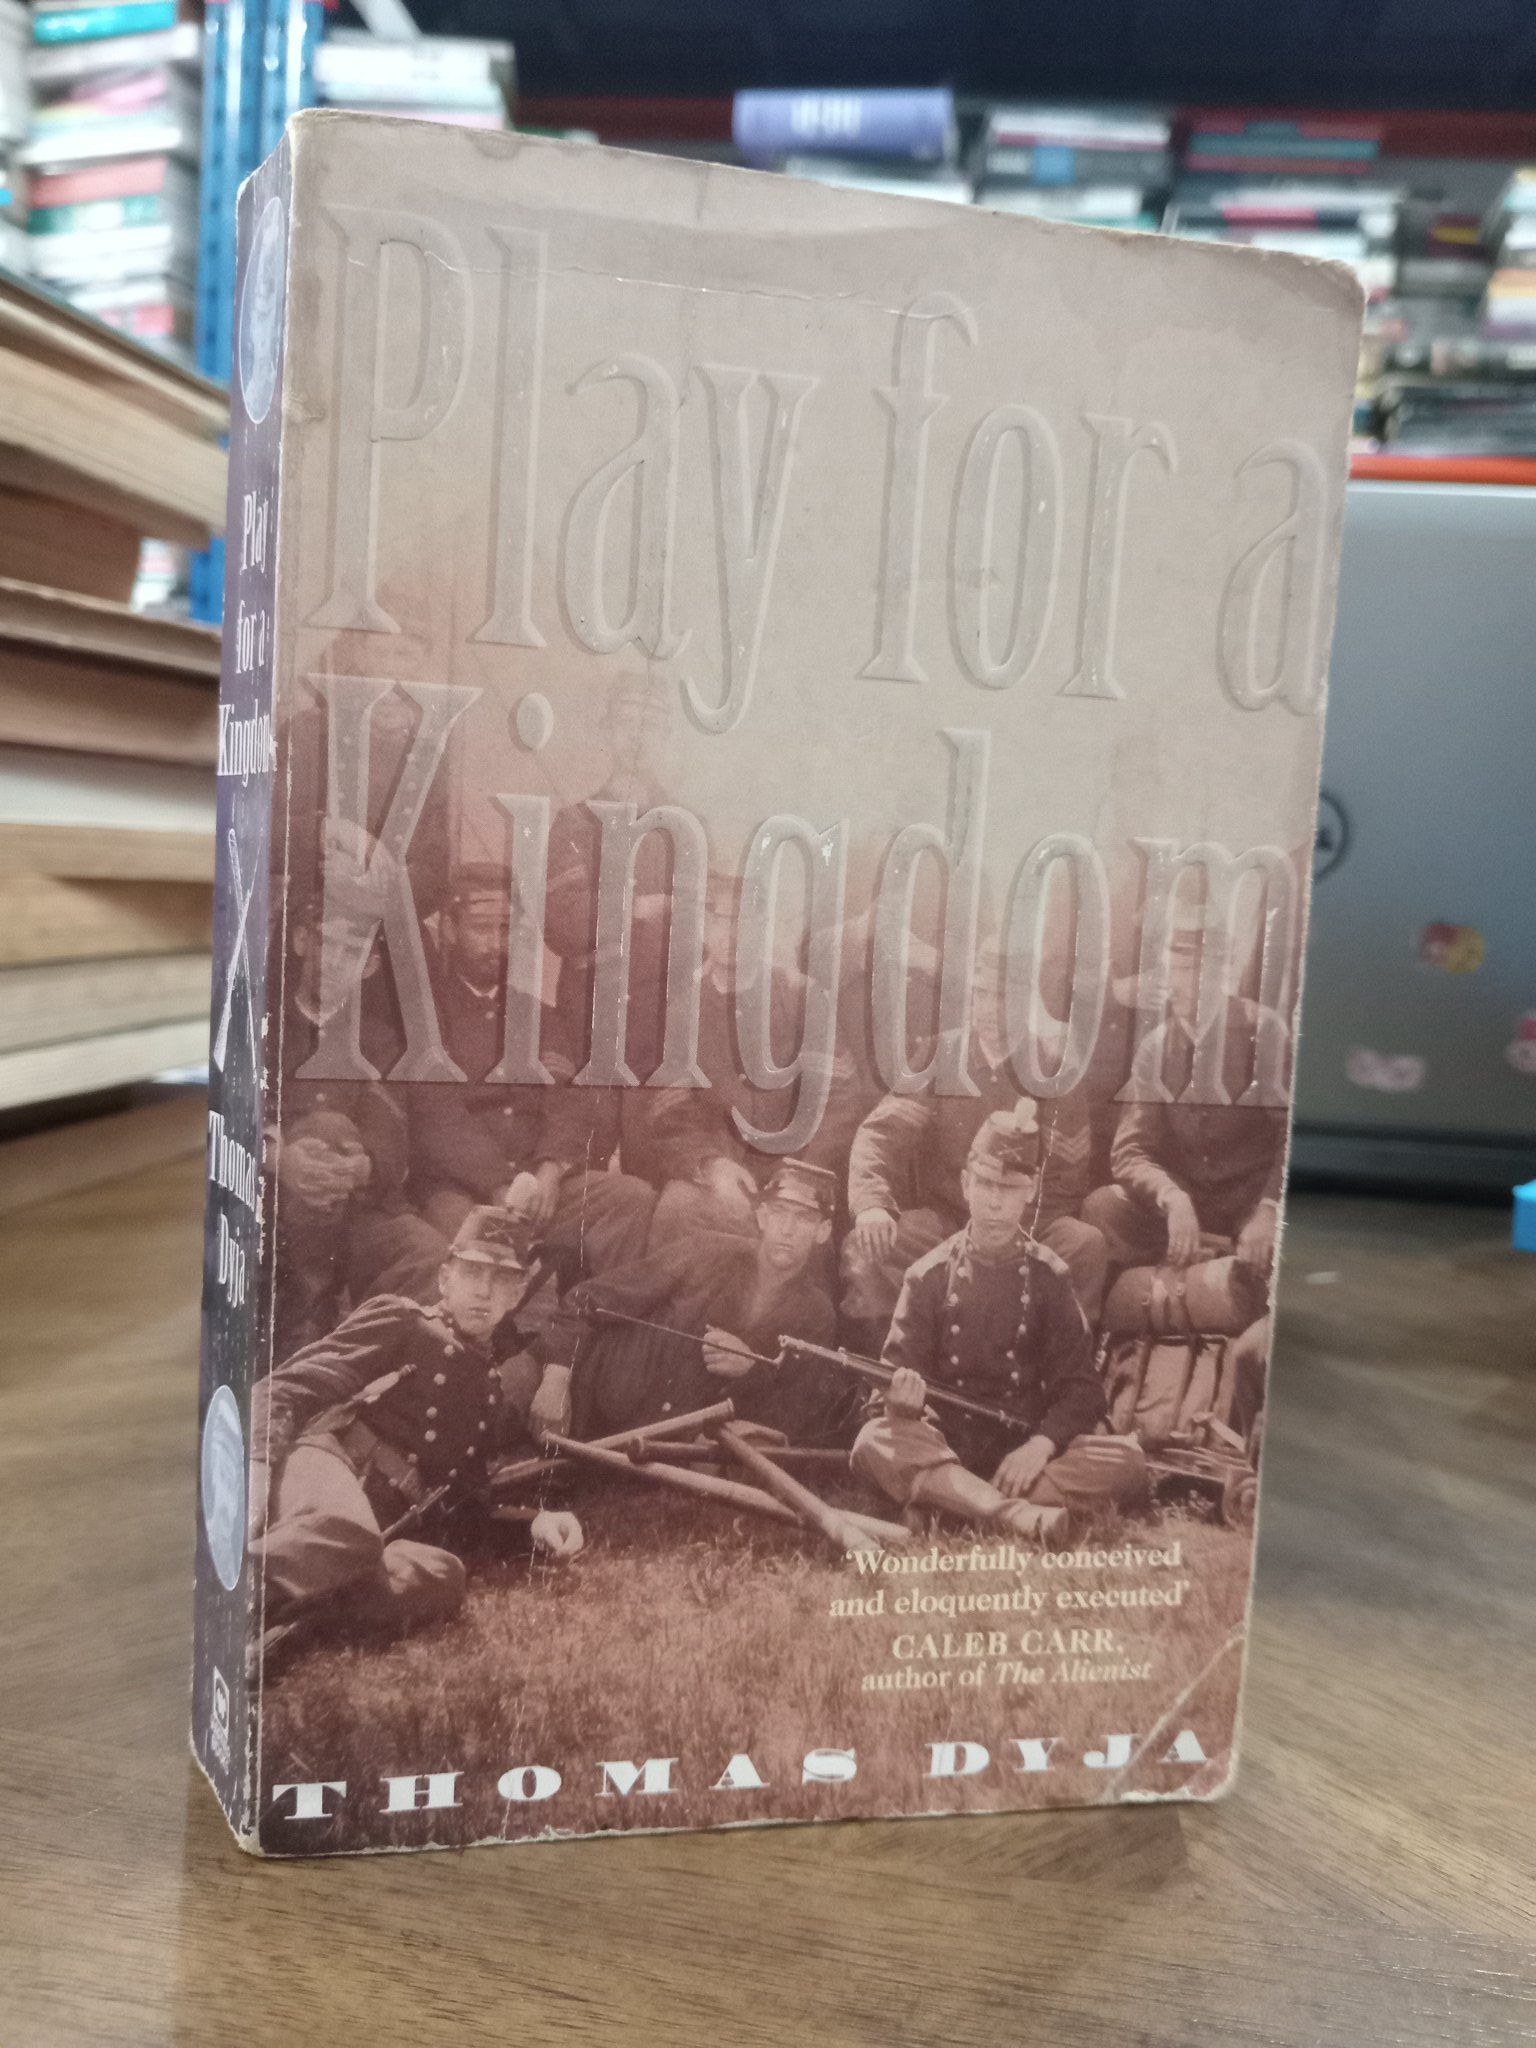 Play for a
Kingdom
'Wonderfully conceived
and eloquently executed'
CALEB CARR,
author of The Alienist
THOMAS DYJA
Play
for a
Kingdom
Thomas
Dyja